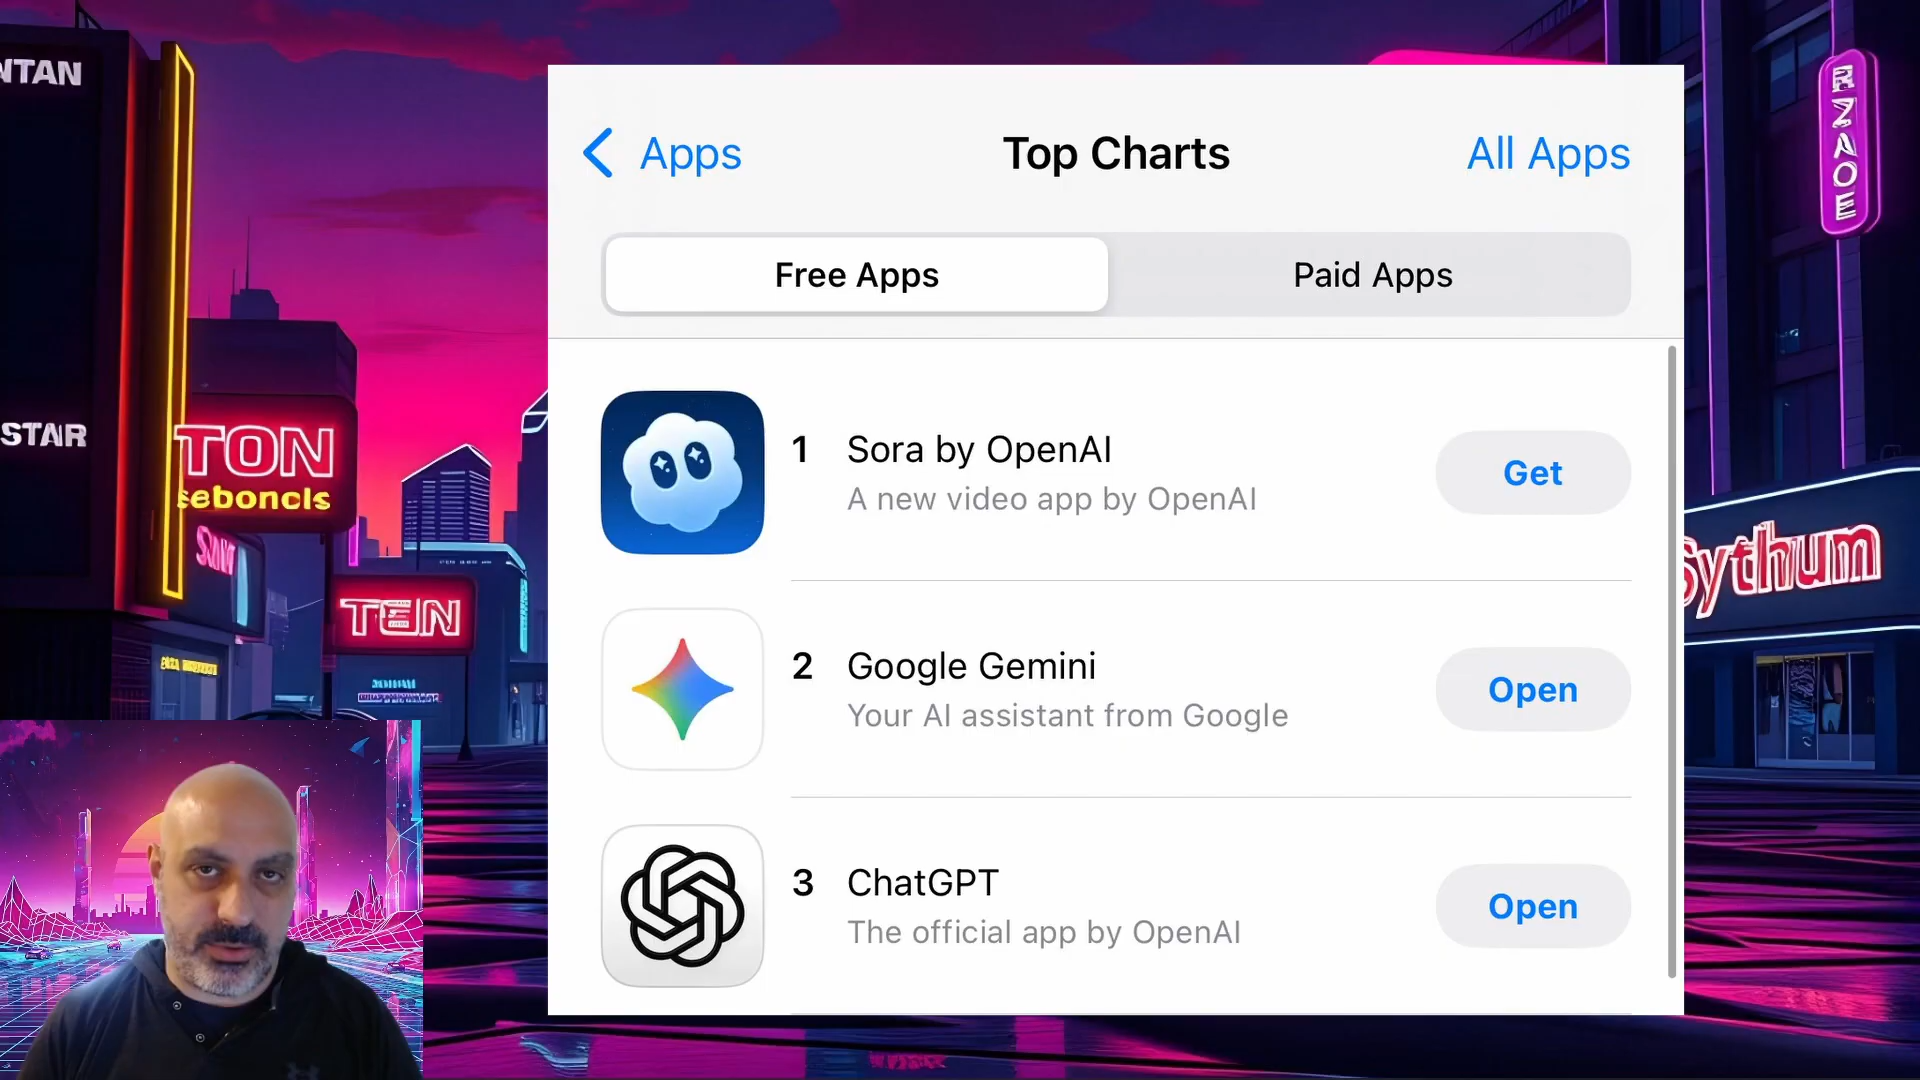 NTAN
STAR
TON
seboncls
TEN
Apps
Top Charts
All Apps
Free Apps
Paid Apps
1 Sora by OpenAI
A new video app by OpenAI
Get
2 Google Gemini
Your AI assistant from Google
Open
3 ChatGPT
The official app by OpenAI
Open
Sythum